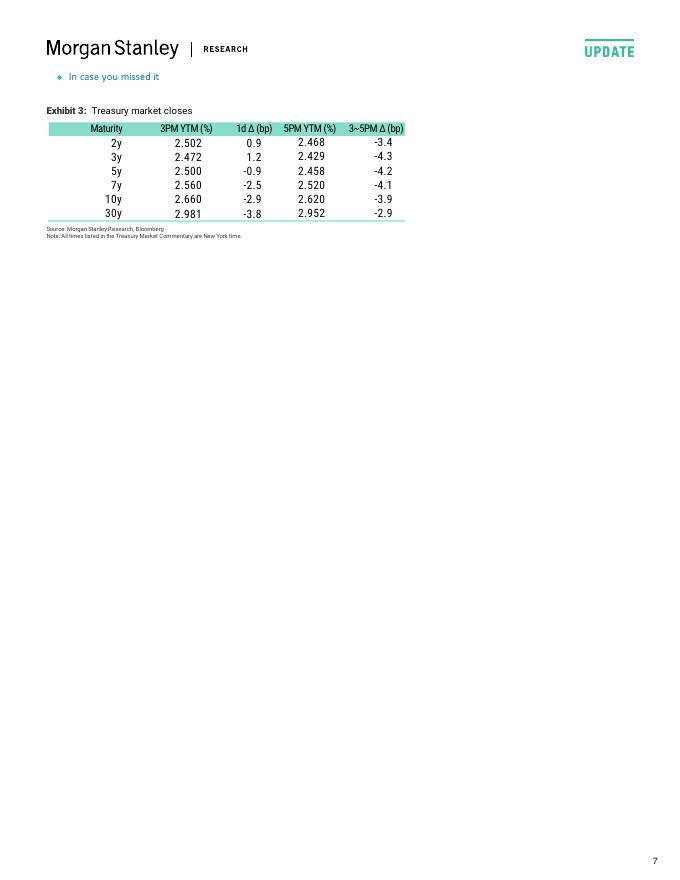 Morgan Stanley | RESEARCH
UPDATE
In case you missed it
Exhibit 3: Treasury market closes
Maturity 3PM YTM (%) 1d Δ (bp) 5PM YTM (%) 3~5PM Δ (bp)
2y 2.502 0.9 2.468 -3.4
3y 2.472 1.2 2.429 -4.3
5y 2.500 -0.9 2.458 -4.2
7y 2.560 -2.5 2.520 -4.1
10y 2.660 -2.9 2.620 -3.9
30y 2.981 -3.8 2.952 -2.9
Source: Morgan Stanley Research, Bloomberg
Note: All times listed in the Treasury Market Commentary are New York time.
7